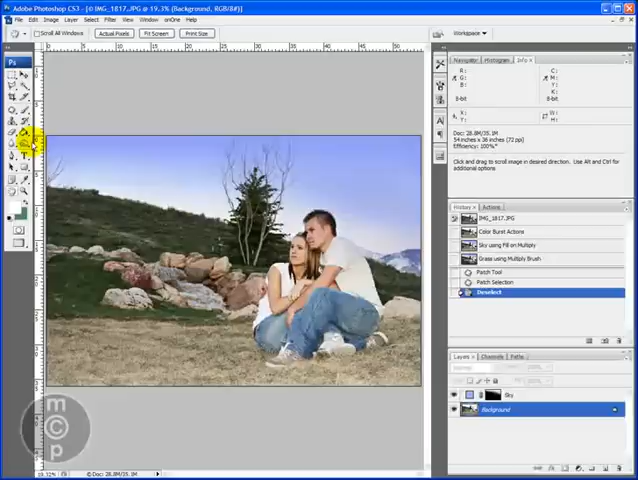 Adobe Photoshop CS3 - [© IMG_1817.JPG @ 19.3% (Background, RGB/8#)]
File Edit Image Layer Select Filter View Window onOne Help
Scroll All Windows Actual Pixels Fit Screen Print Size Workspace
Navigator Histogram Info
R: C:
G: M:
B: Y:
K:
8-bit 8-bit
X: W:
Y: H:
Doc: 28.8M/35.1M
54 inches x 36 inches (72 ppi)
Efficiency: 100%*
Click and drag to scroll image in desired direction. Use Alt and Ctrl for
additional options
History Actions
IMG_1817.JPG
Color Burst Actions
Sky using Fill on Multiply
Grass using Multiply Brush
Patch Tool
Patch Selection
Deselect
Layers Channels Paths
Sky
Background
m
c
p
Doc: 28.8M/35.1M